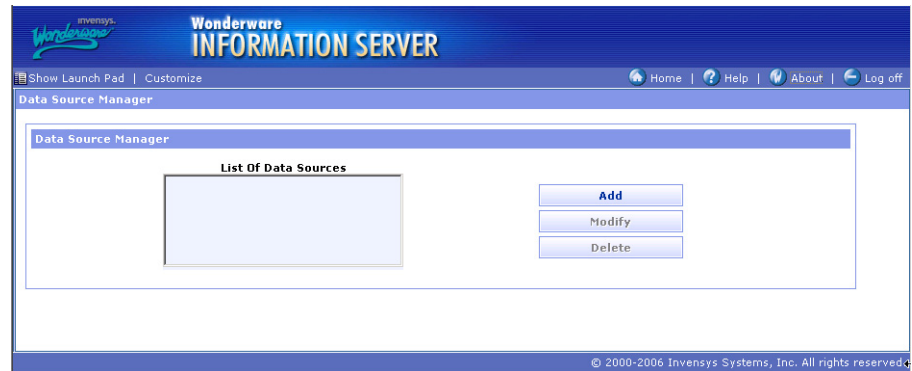 invensys.
Wonderware
Wonderware
INFORMATION SERVER
Show Launch Pad | Customize
Home | Help | About | Log off
Data Source Manager
Data Source Manager
List Of Data Sources
Add
Modify
Delete
© 2000-2006 Invensys Systems, Inc. All rights reserved.